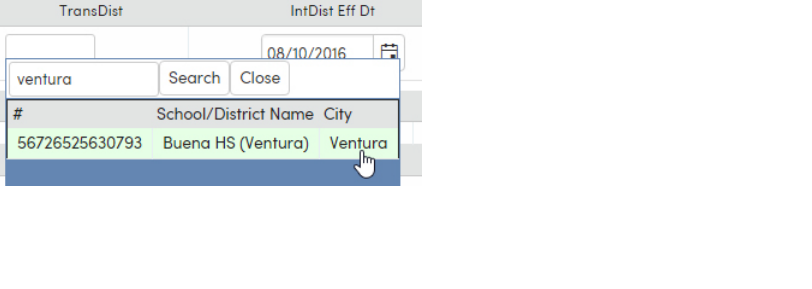 TransDist IntDist Eff Dt
08/10/2016
ventura Search Close
# School/District Name City
56726525630793 Buena HS (Ventura) Ventura